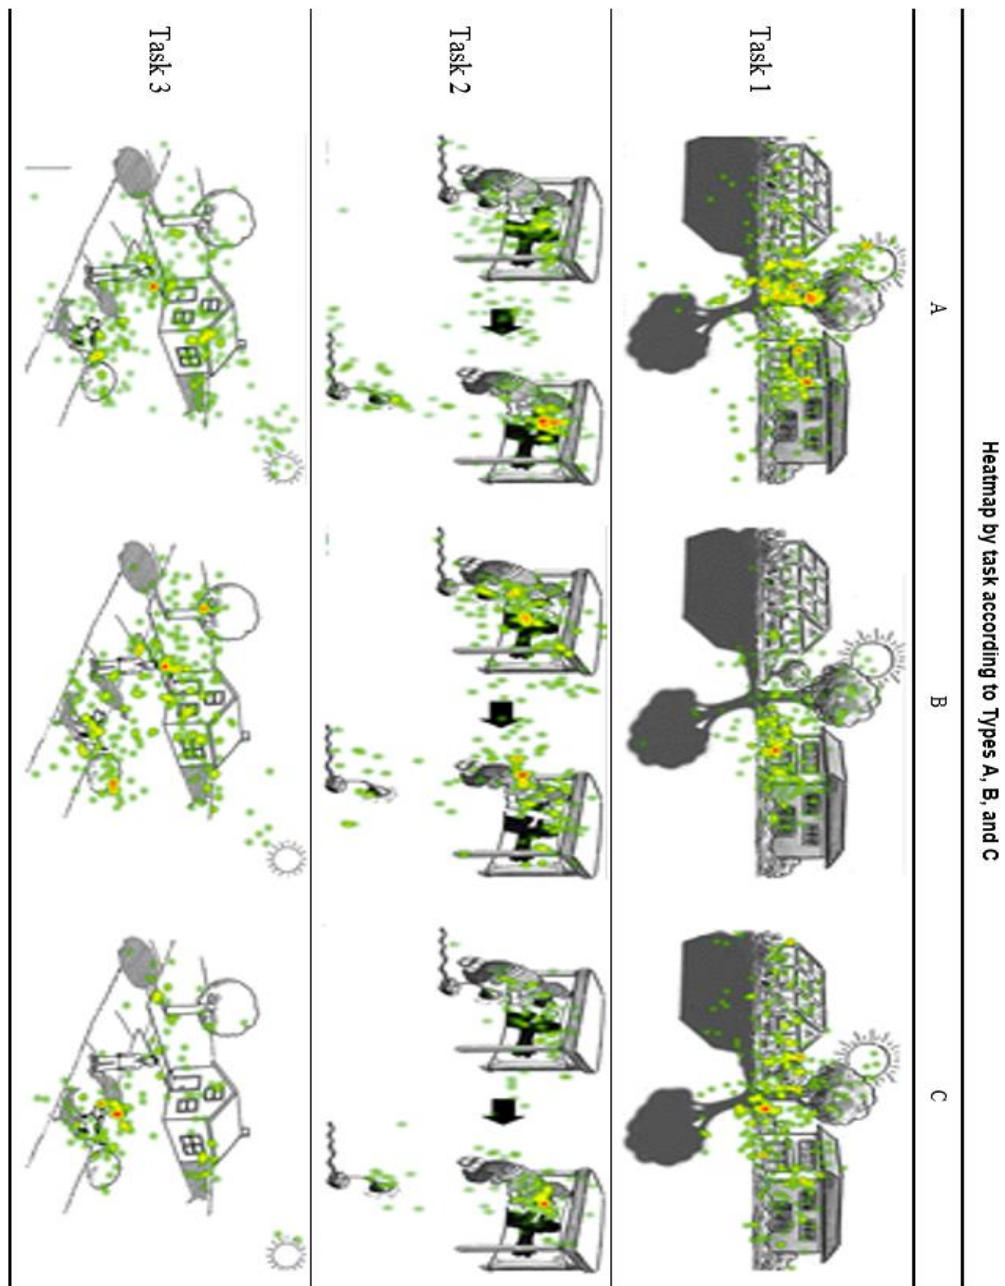 Heatmap by task according to Types A, B, and C
A
B
C
Task 1
Task 2
Task 3